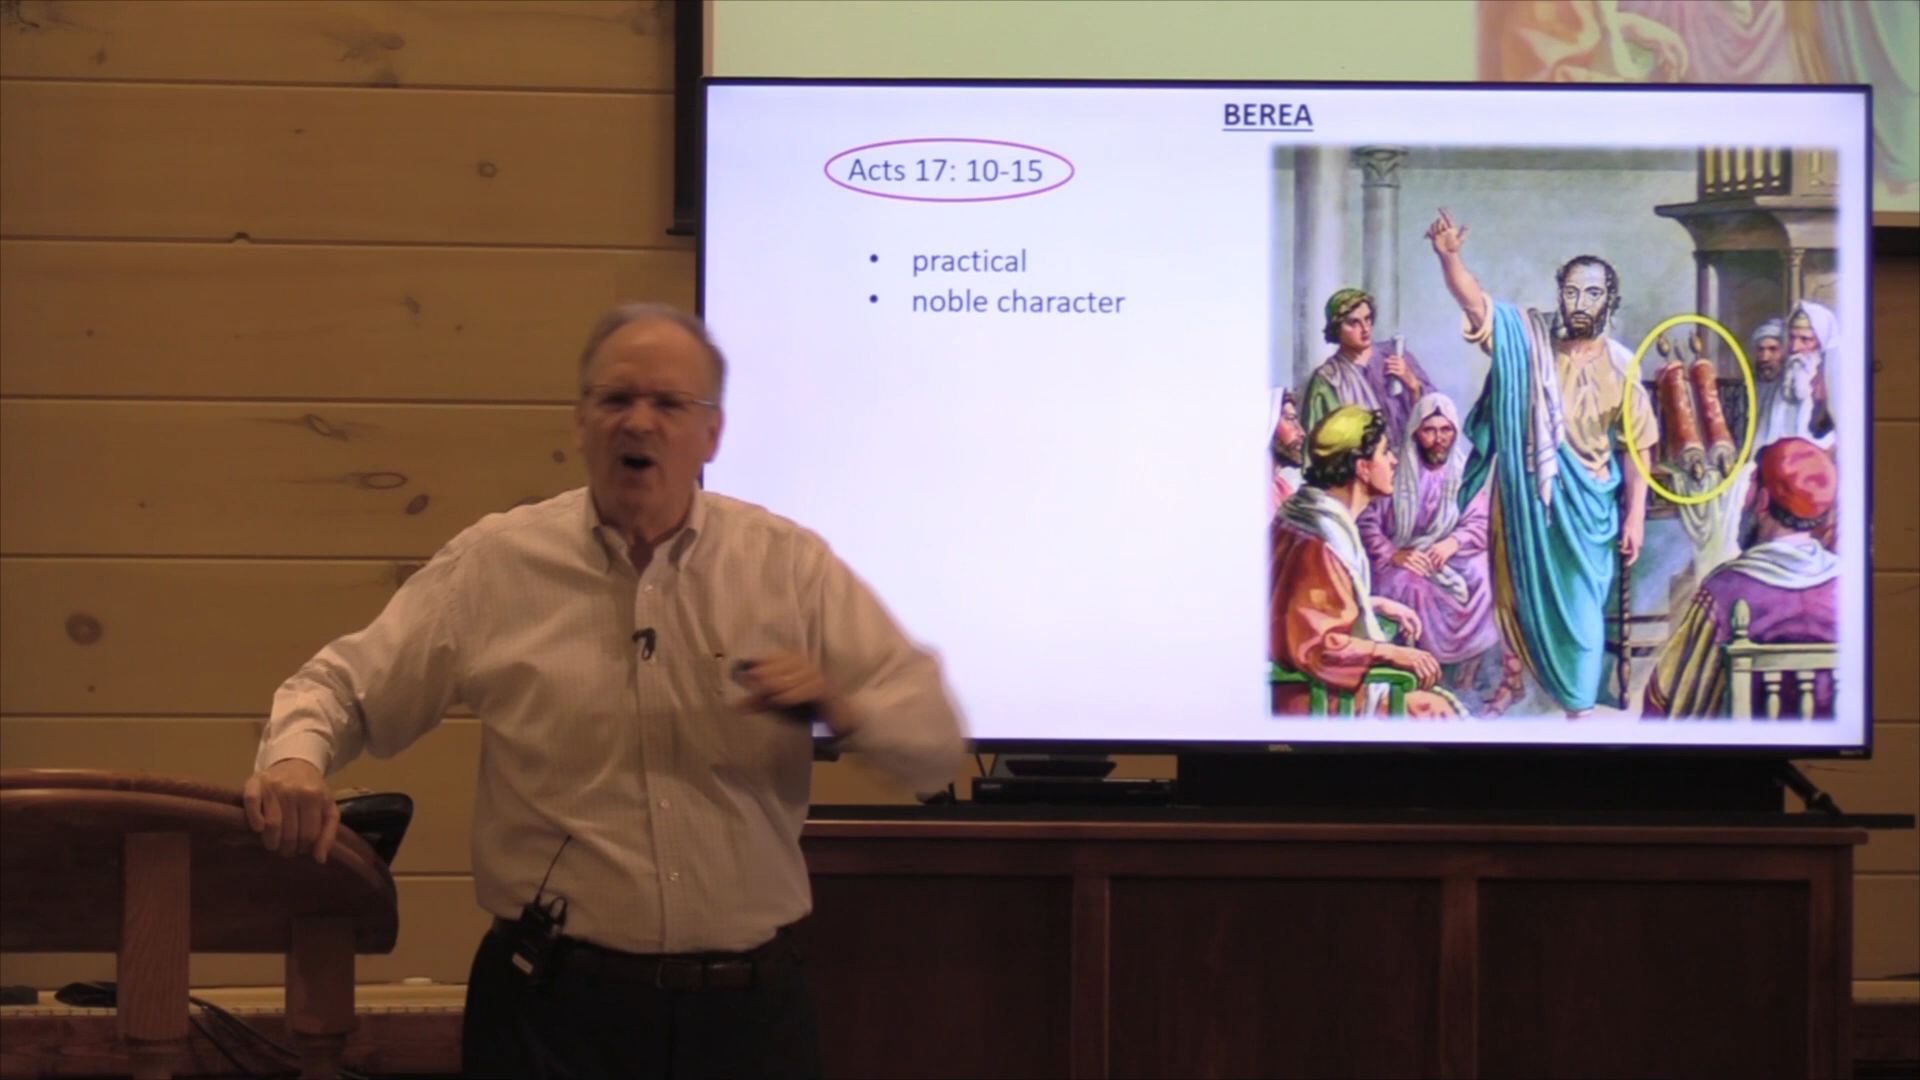 BEREA
Acts 17: 10-15
• practical
• noble character